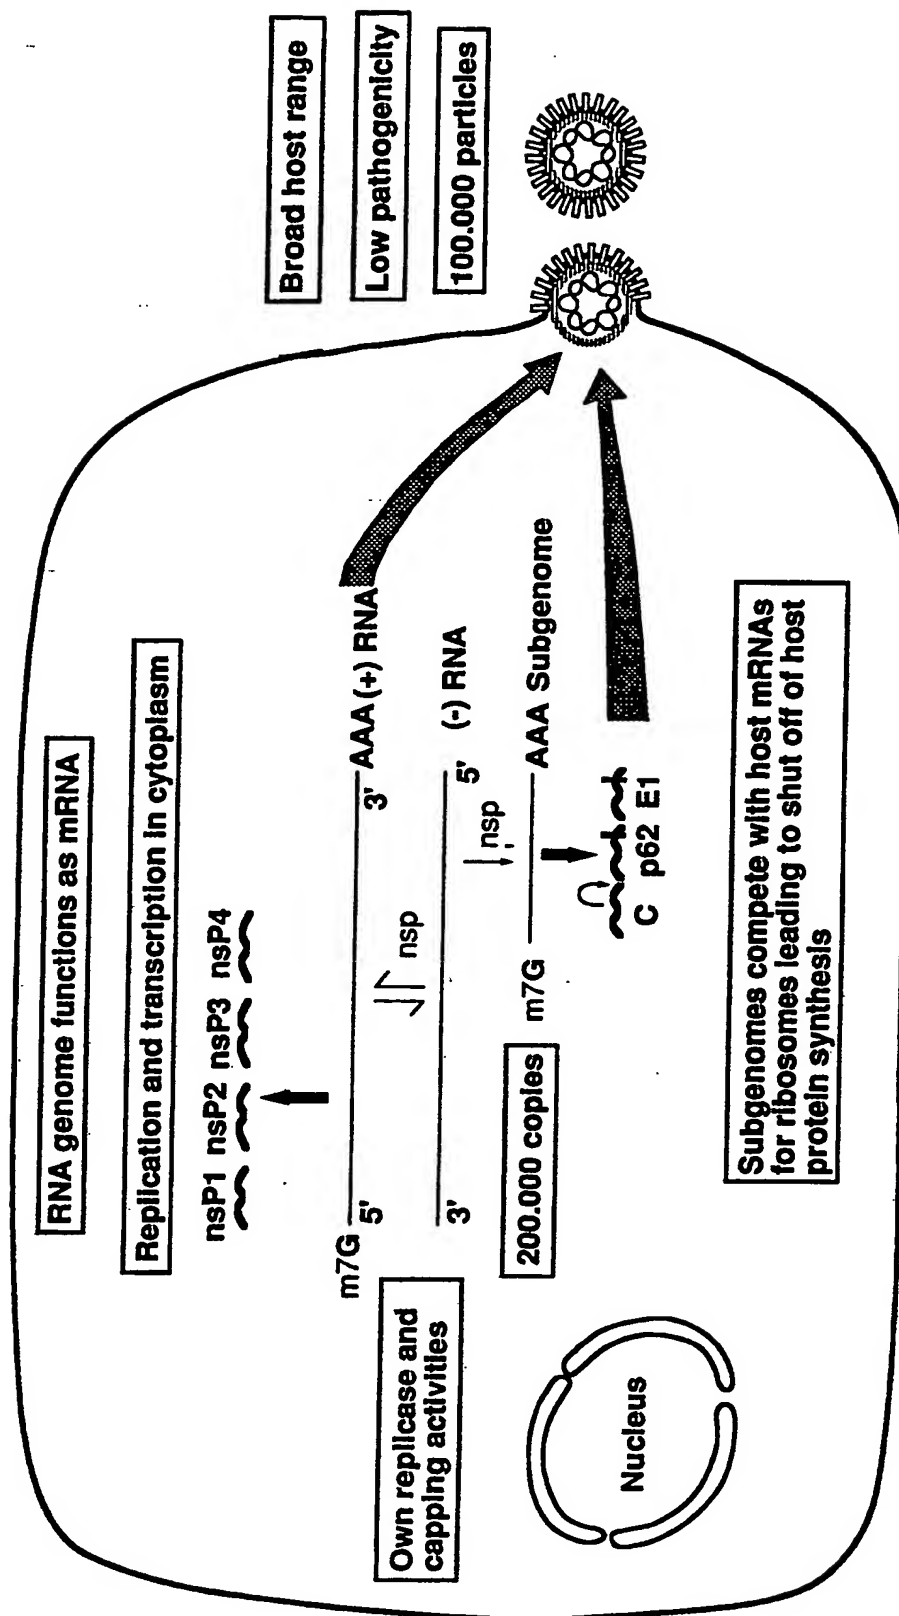 RNA genome functions as mRNA
Replication and transcription in cytoplasm
nsP1 nsP2 nsP3 nsP4
m7G
5'
3'
AAA (+) RNA
nsp
3'
5'
(-) RNA
nsp
Own replicase and
capping activities
200.000 copies
m7G
AAA Subgenome
C p62 E1
Nucleus
Subgenomes compete with host mRNAs
for ribosomes leading to shut off of host
protein synthesis
Broad host range
Low pathogenicity
100.000 particles